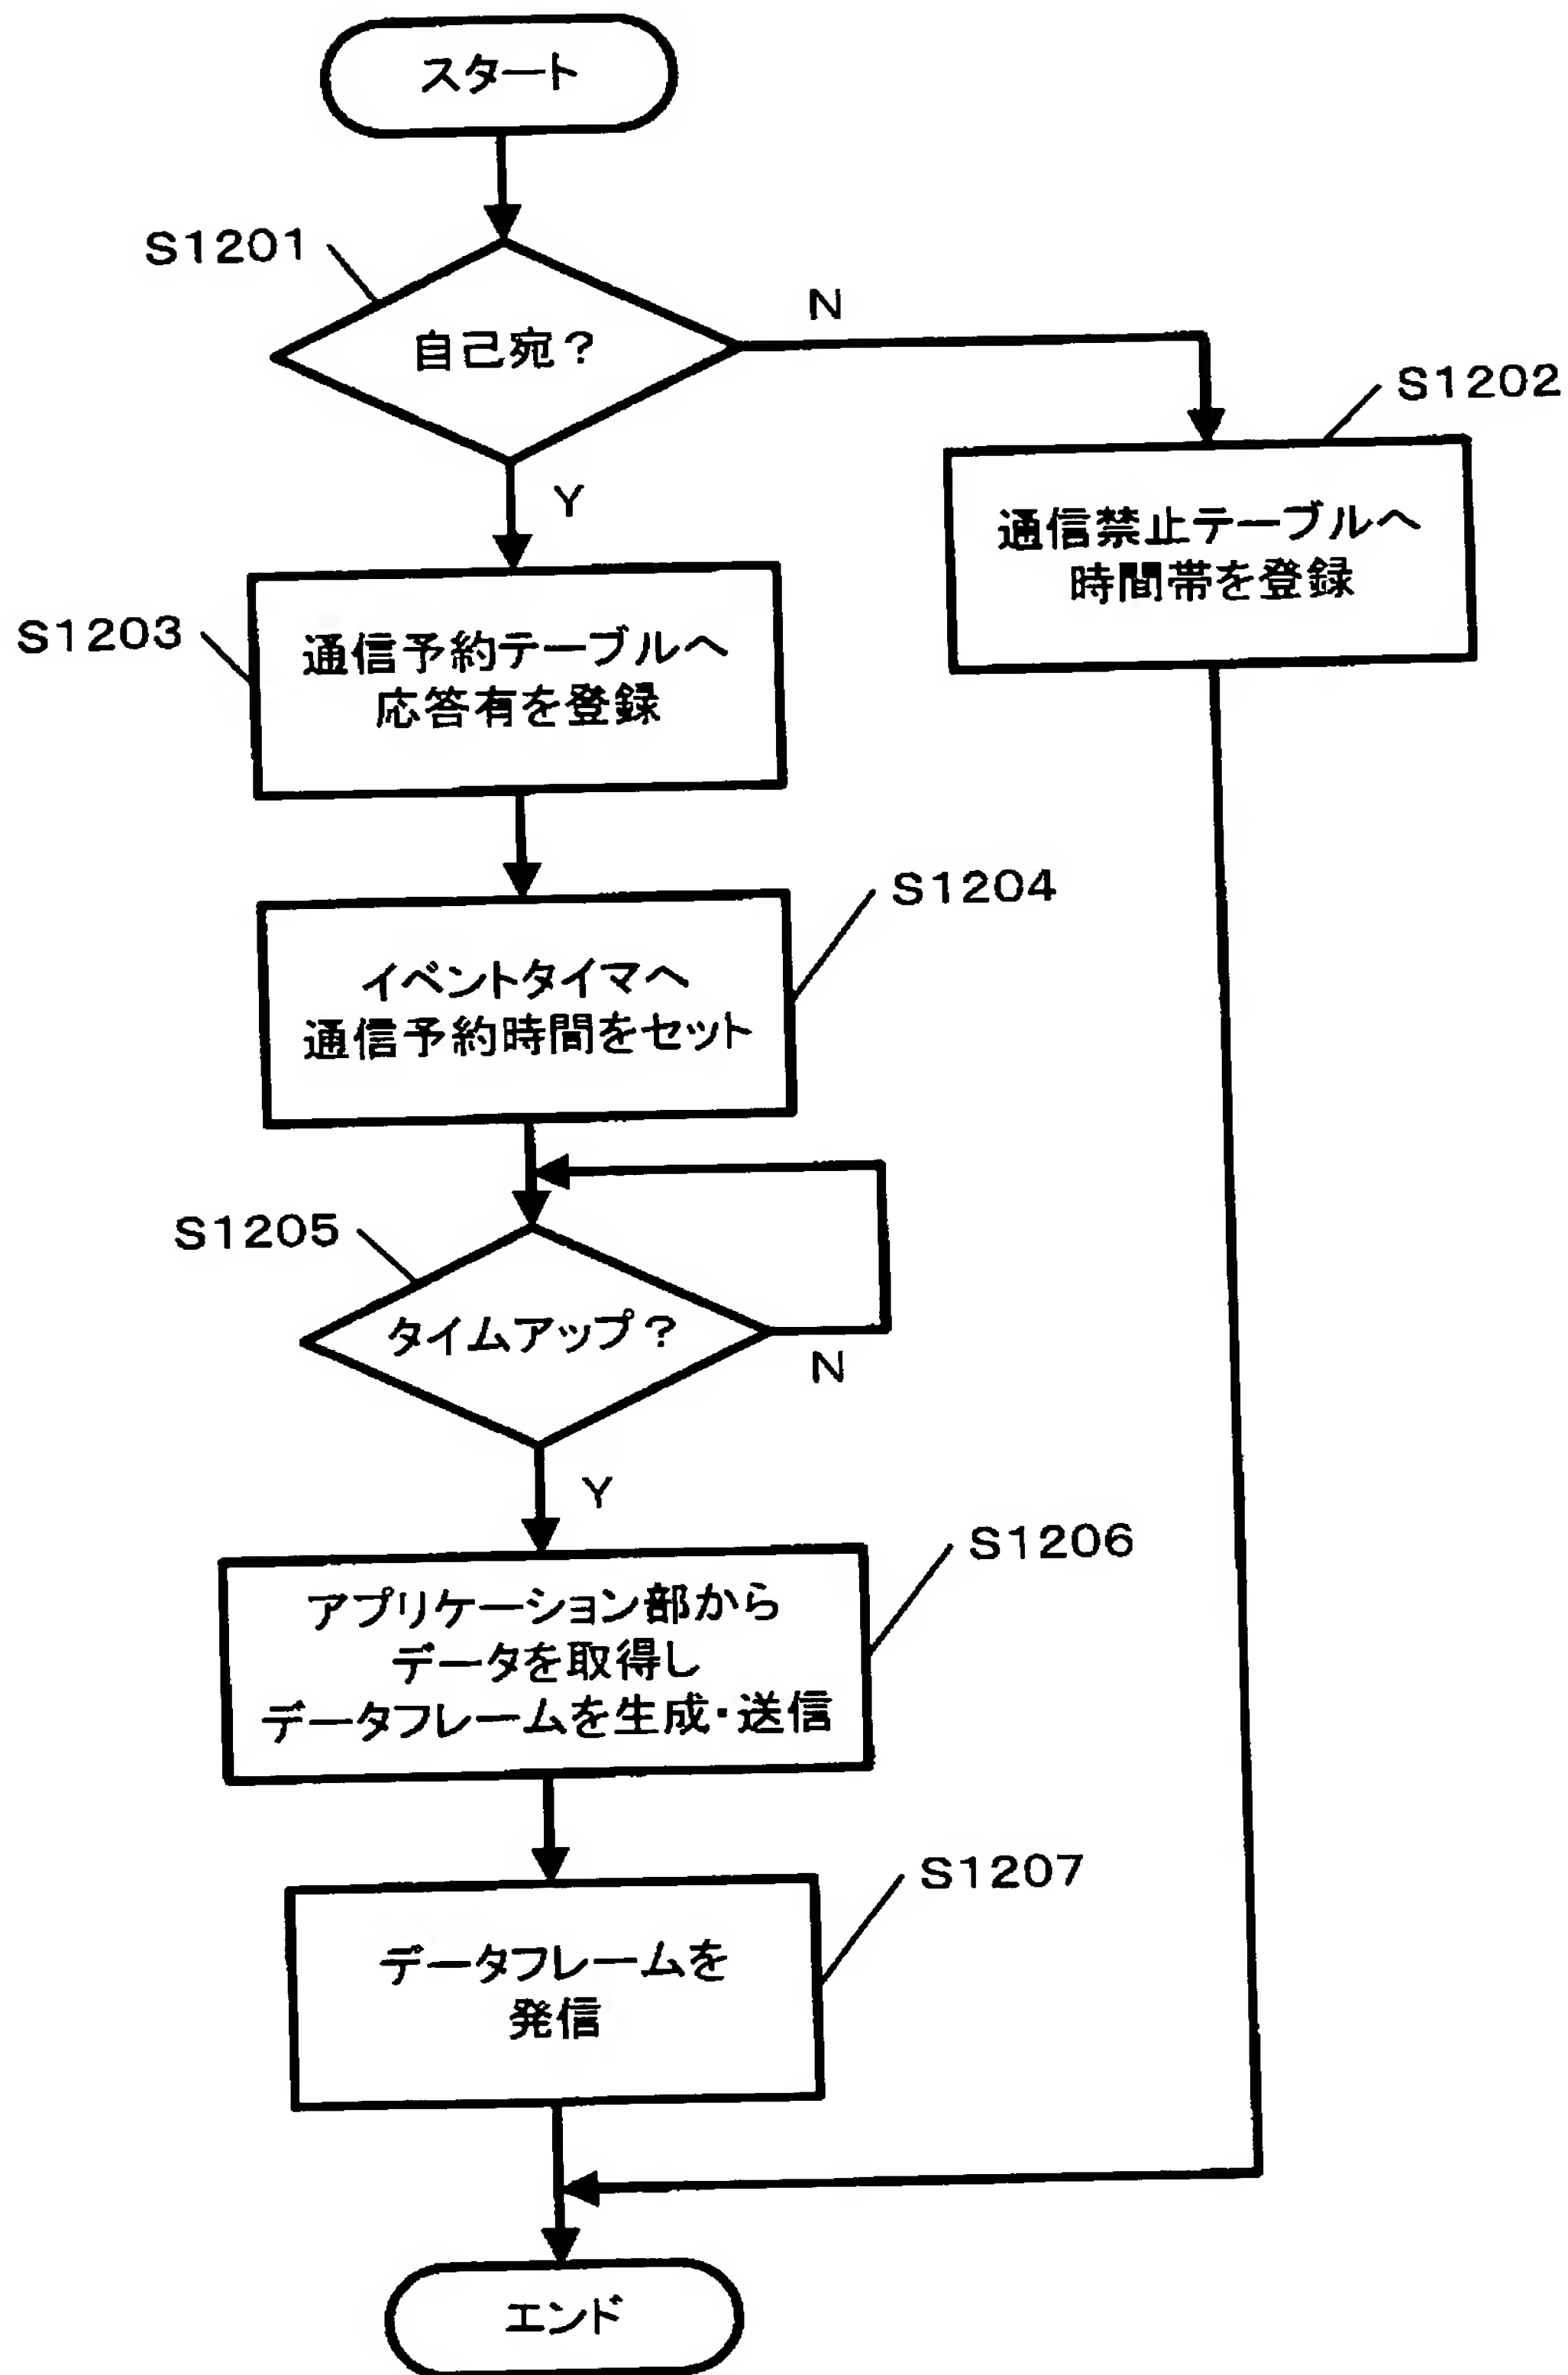 スタート
S1201
自己宛？
N
S1202
通信禁止テーブルへ
時間帯を登録
Y
S1203
通信予約テーブルへ
応答有を登録
S1204
イベントタイマへ
通信予約時間をセット
S1205
タイムアップ？
N
Y
S1206
アプリケーション部から
データを取得し
データフレームを生成・送信
S1207
データフレームを
発信
エンド